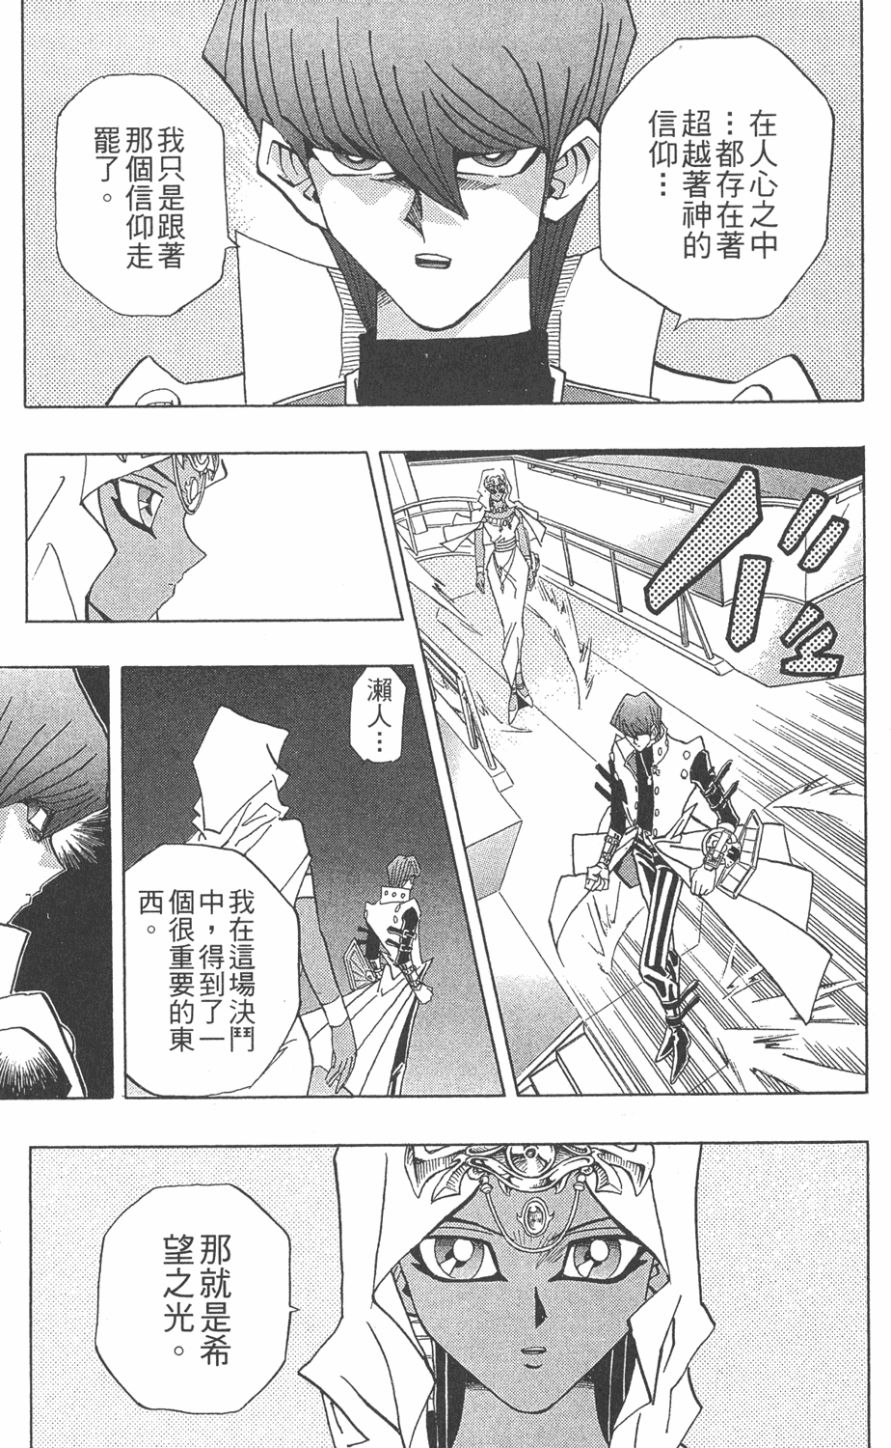 在人心之中
…都存在著
超越著神的
信仰…
我只是跟著
那個信仰走
罷了。
瀨人…
我在這場決鬥
中，得到了一
個很重要的東
西。
那就是希
望之光。